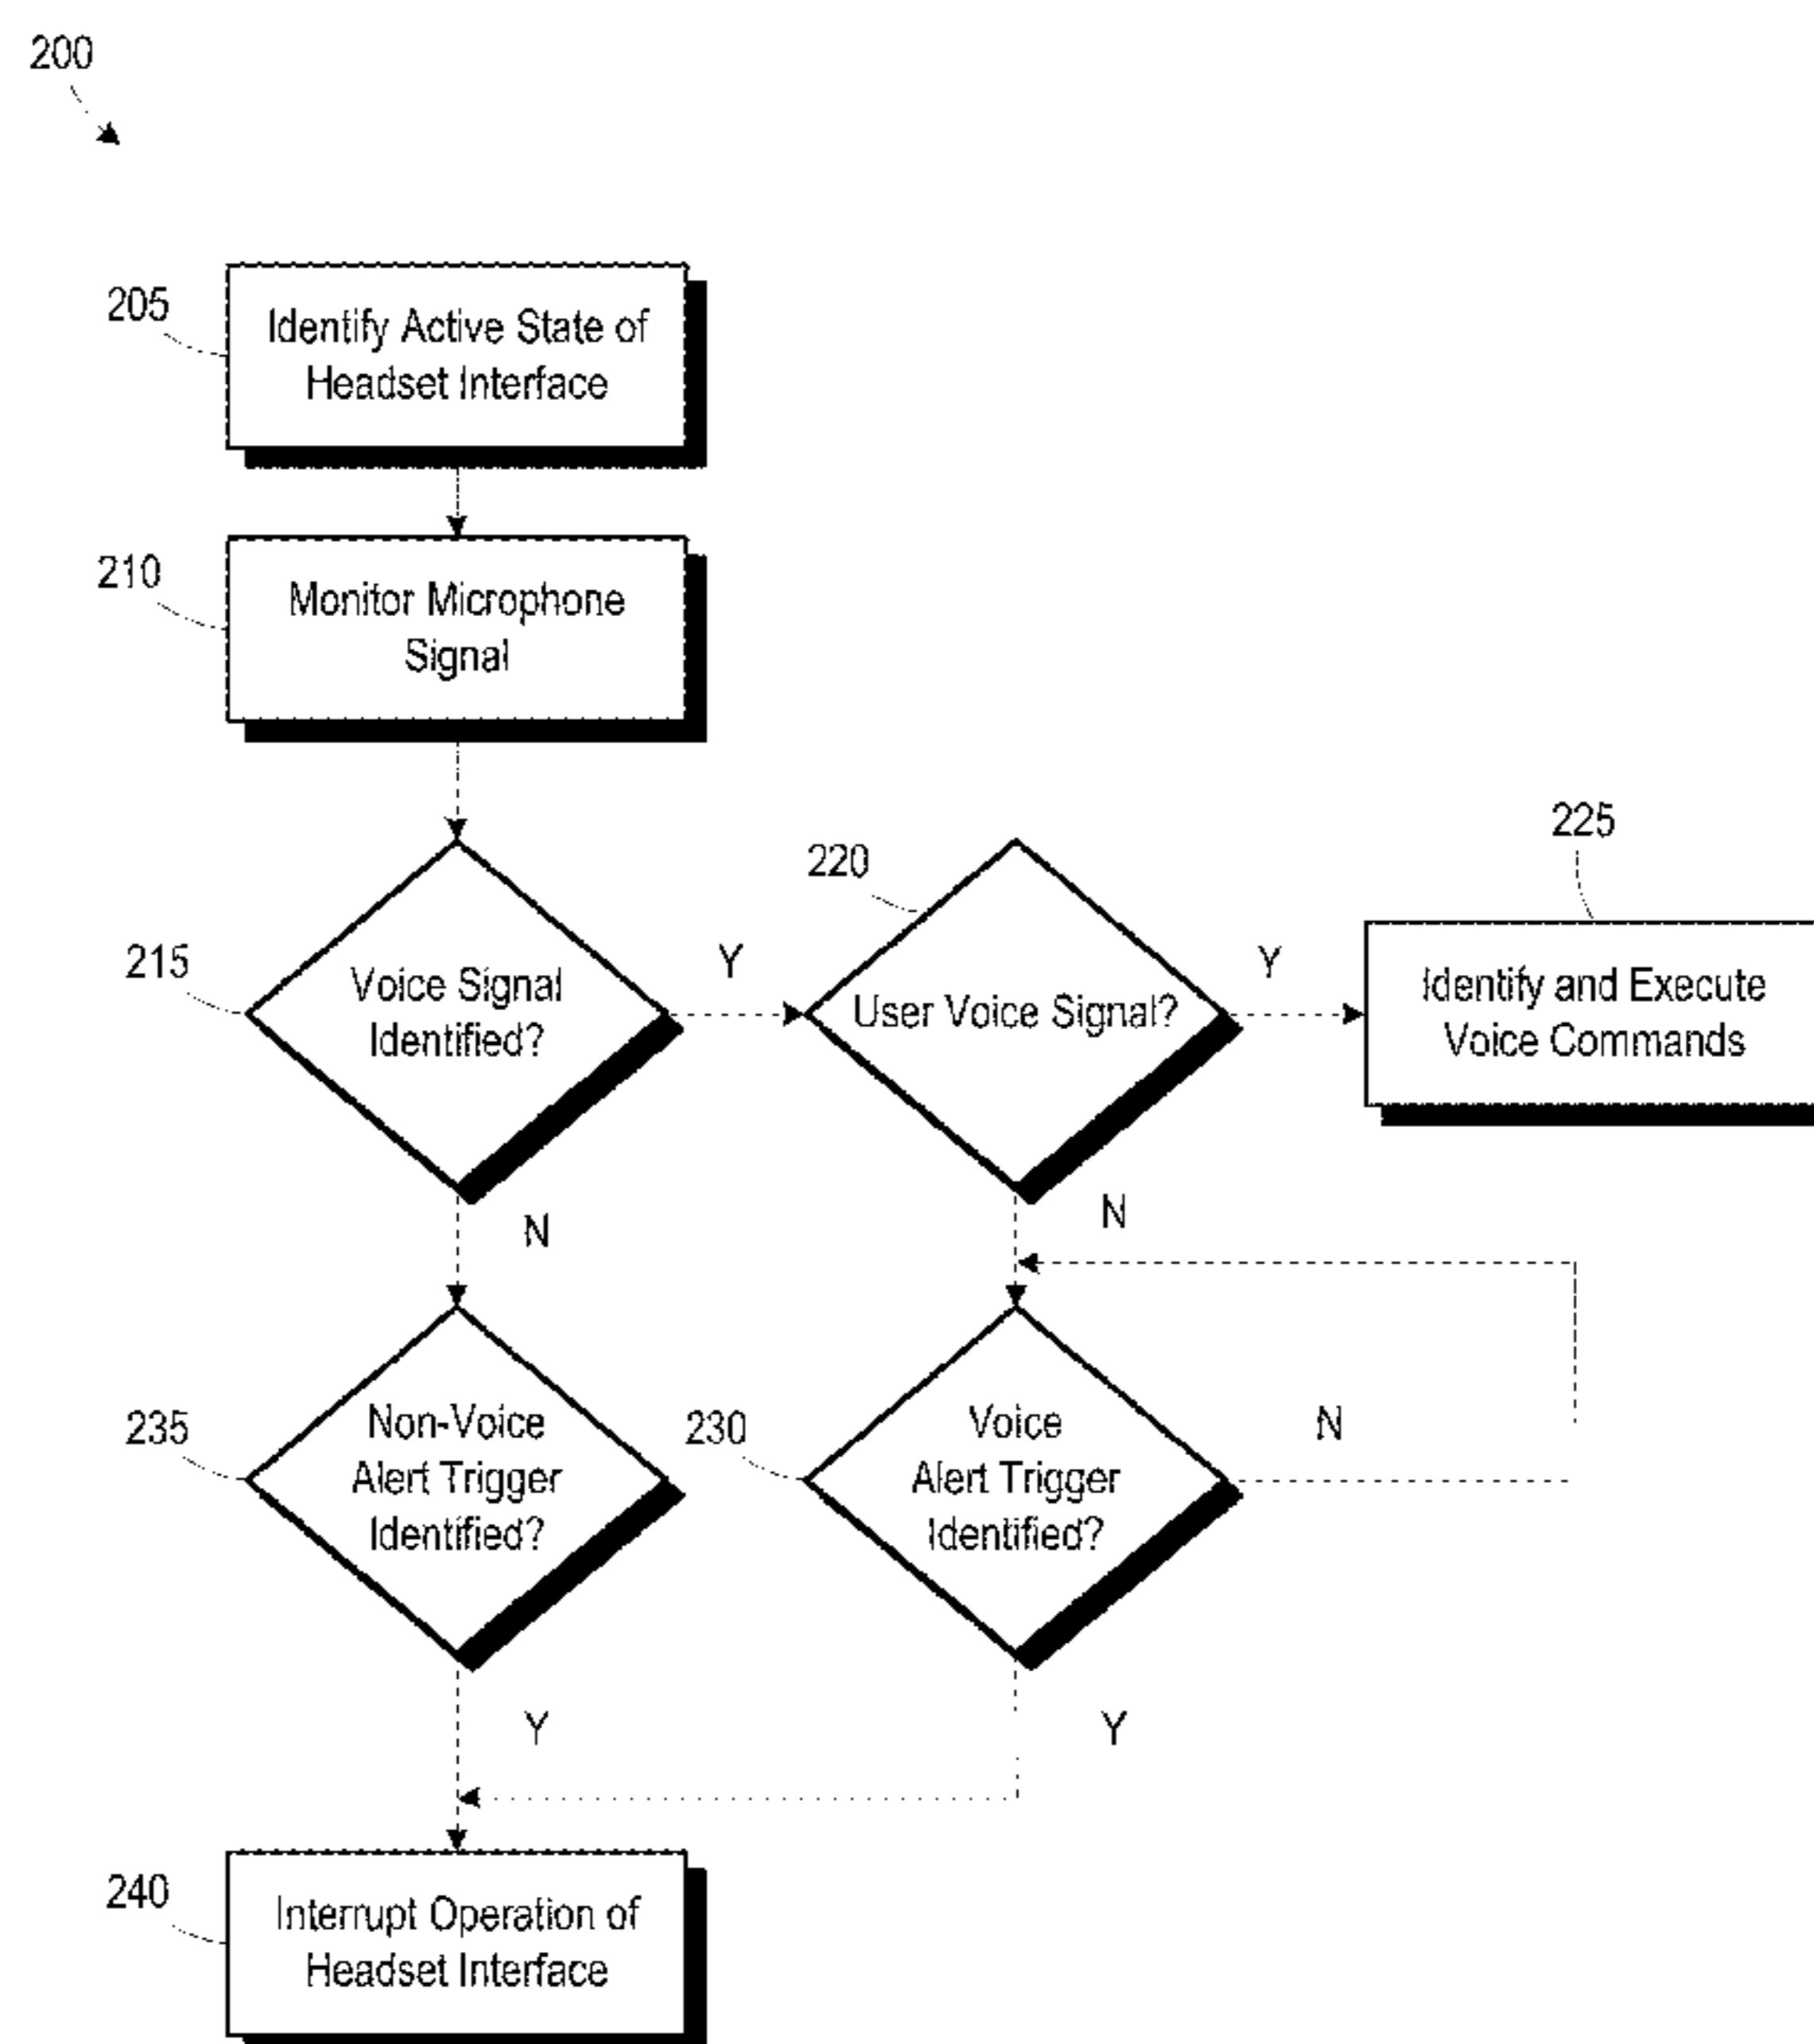 200
205
Identify Active State of
Headset Interface
210
Monitor Microphone
Signal
215
Voice Signal
Identified?
Y
220
User Voice Signal?
Y
225
Identify and Execute
Voice Commands
N
N
235
Non-Voice
Alert Trigger
Identified?
230
Voice
Alert Trigger
Identified?
N
Y
Y
240
Interrupt Operation of
Headset Interface